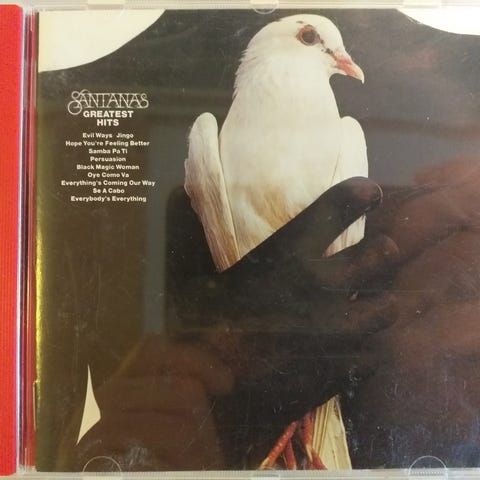 SANTANA'S
GREATEST
HITS
Evil Ways Jingo
Hope You're Feeling Better
Samba Pa Ti
Persuasion
Black Magic Woman
Oye Como Va
Everything's Coming Our Way
Se A Cabo
Everybody's Everything